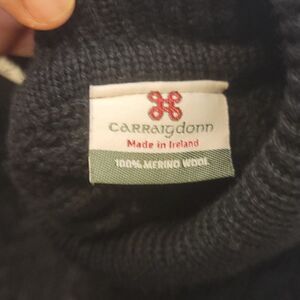 carraigdonn
Made in Ireland
100% MERINO WOOL